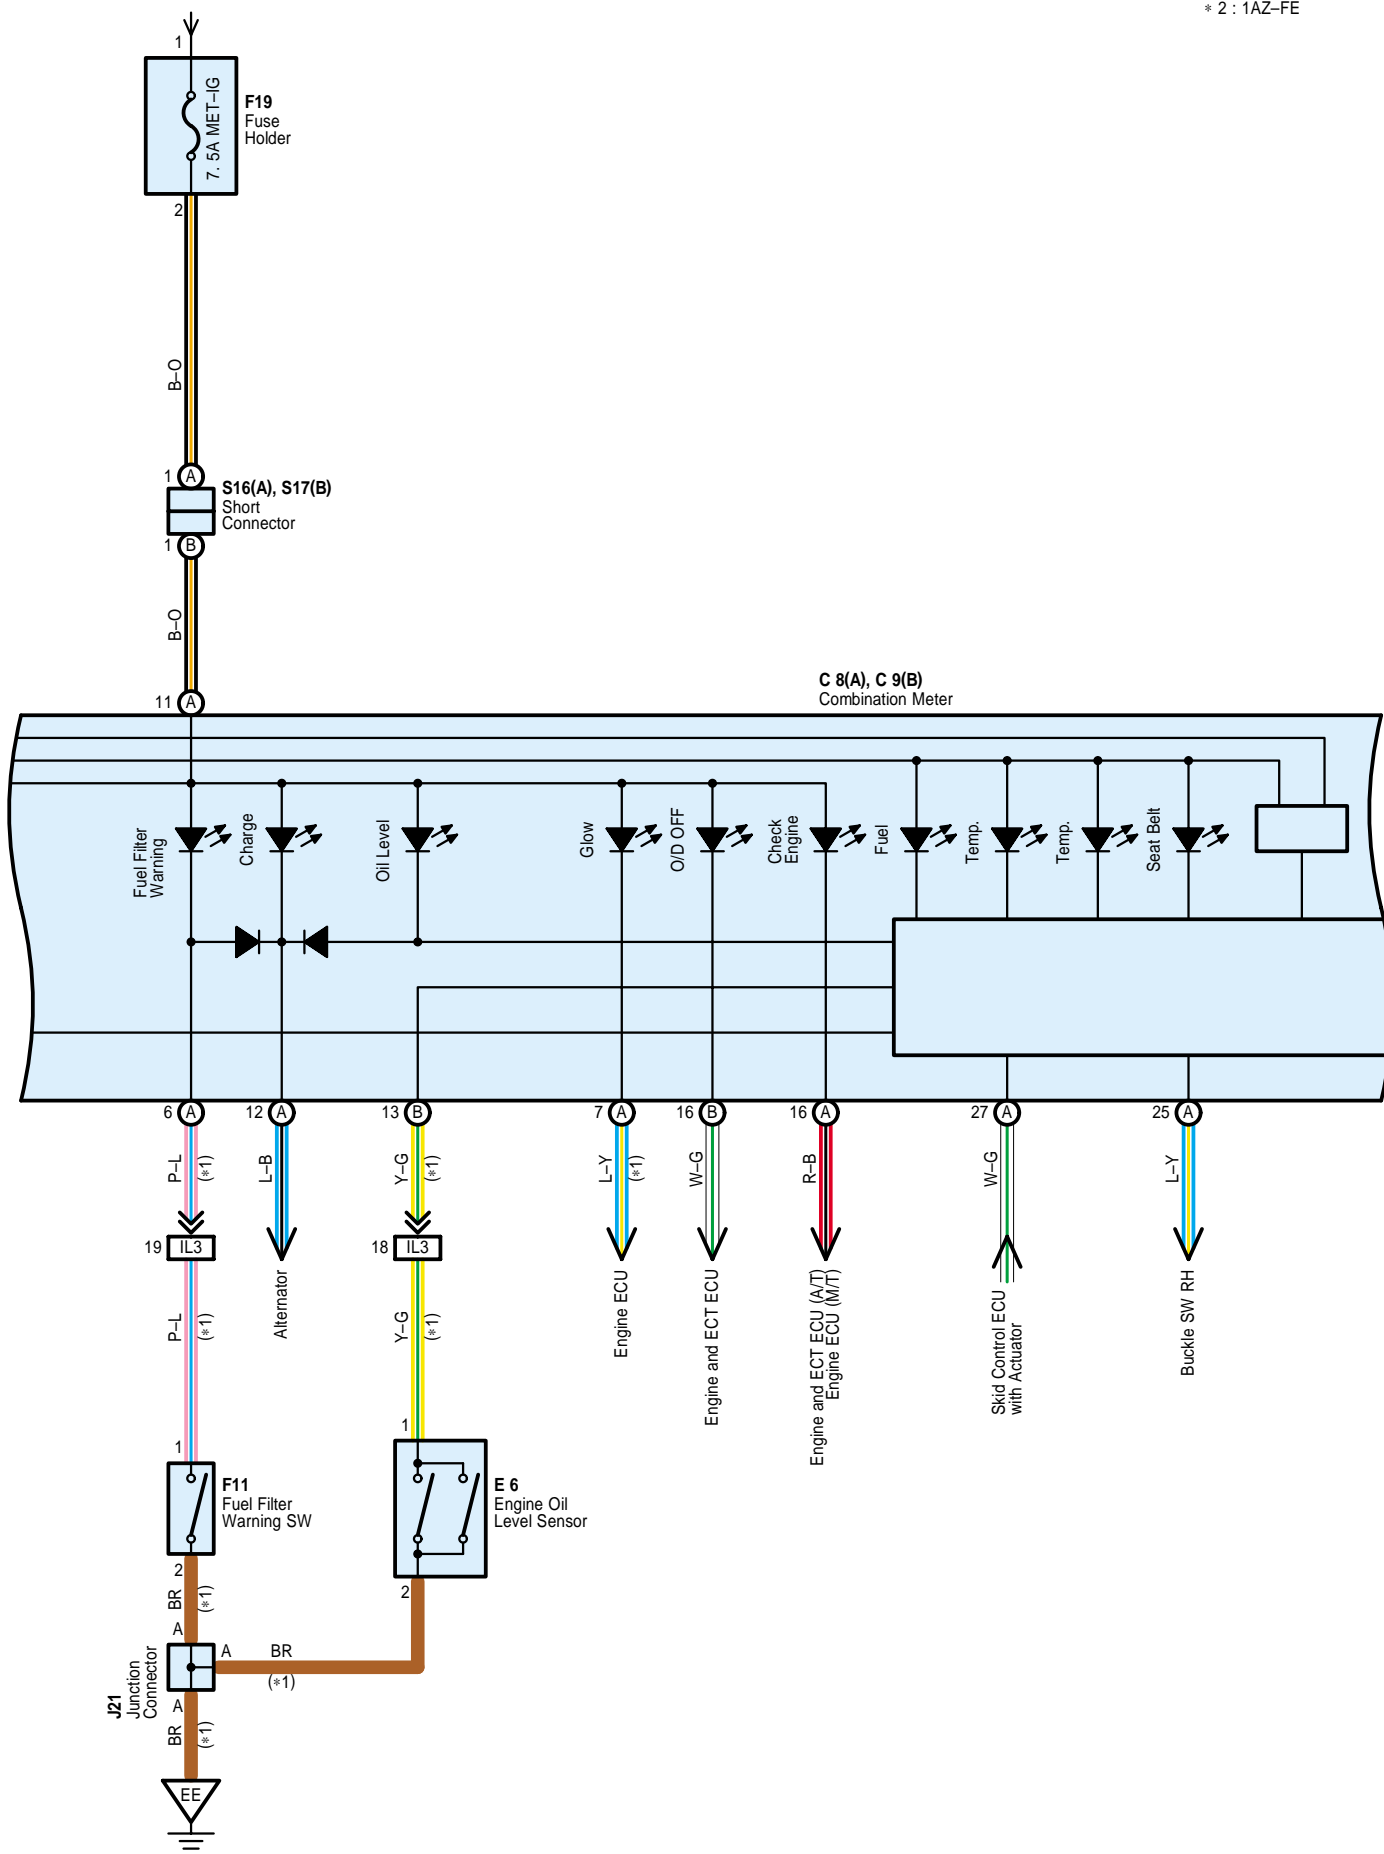 * 2 : 1AZ–FE
1
7. 5A MET–IG
F19
Fuse
Holder
2
B–O
1 A
S16(A), S17(B)
Short
Connector
1 B
B–O
C 8(A), C 9(B)
Combination Meter
11 A
Fuel Filter
Warning
Charge
Oil Level
Glow
O/D OFF
Check
Engine
Fuel
Temp.
Temp.
Seat Belt
6 A
12 A
13 B
7 A
16 B
16 A
27 A
25 A
P–L
(*1)
L–B
Y–G
(*1)
L–Y
(*1)
W–G
R–B
W–G
L–Y
19 IL3
18 IL3
P–L
(*1)
Alternator
Y–G
(*1)
Engine ECU
Engine and ECT ECU
Engine and ECT ECU (A/T)
Engine ECU (M/T)
Skid Control ECU
with Actuator
Buckle SW RH
1
1
F11
Fuel Filter
Warning SW
E 6
Engine Oil
Level Sensor
2
2
BR
(*1)
A
A
BR
(*1)
J21
Junction
Connector
A
BR
(*1)
EE